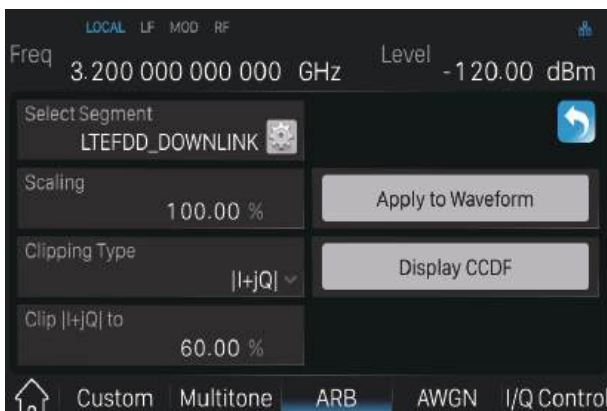 LOCAL LF MOD RF
Freq 3.200 000 000 000 GHz Level -120.00 dBm
Select Segment
LTEFDD_DOWNLINK
Scaling
100.00 %
Apply to Waveform
Clipping Type
|I+jQ|
Display CCDF
Clip |I+jQ| to
60.00 %
Custom Multitone ARB AWGN I/Q Contro